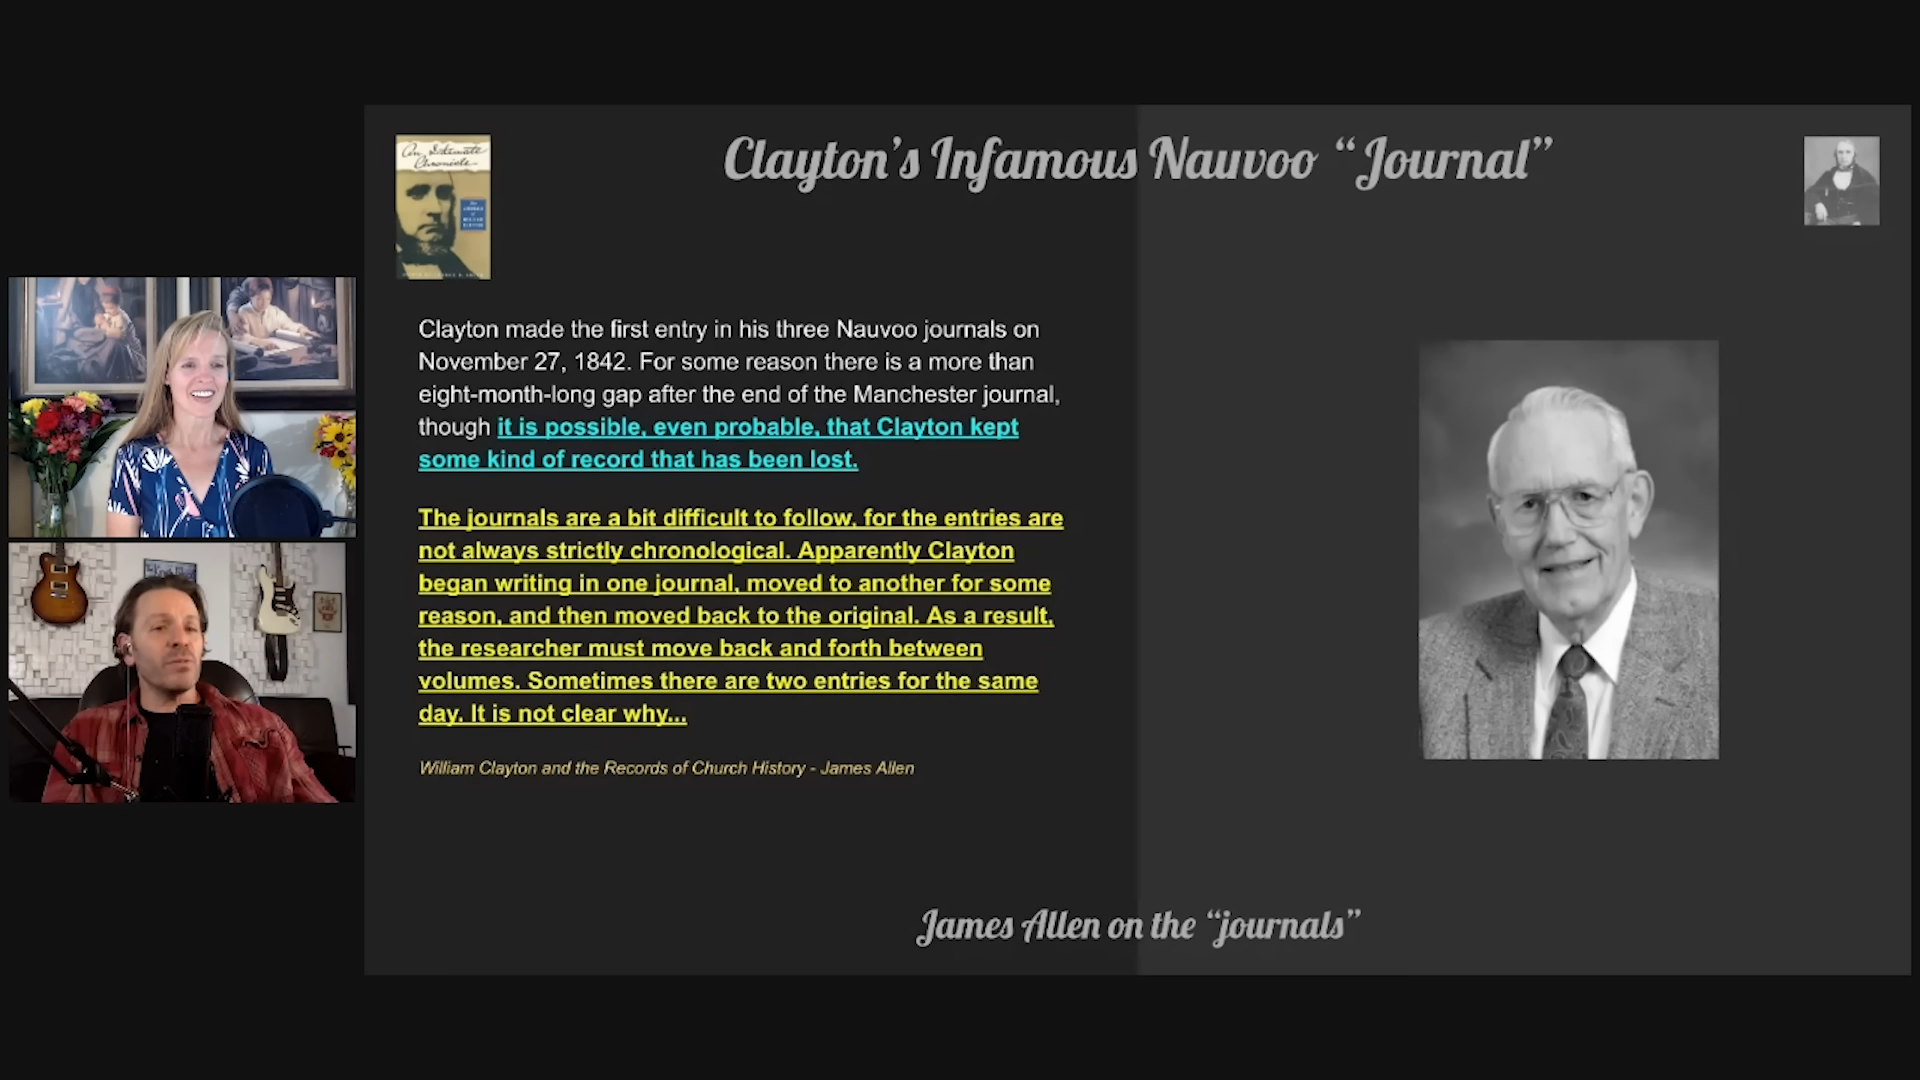 Clayton's Infamous Nauvoo “Journal”
An Intimate
Chronicle
Clayton made the first entry in his three Nauvoo journals on
November 27, 1842. For some reason there is a more than
eight-month-long gap after the end of the Manchester journal,
though it is possible, even probable, that Clayton kept
some kind of record that has been lost.
The journals are a bit difficult to follow, for the entries are
not always strictly chronological. Apparently Clayton
began writing in one journal, moved to another for some
reason, and then moved back to the original. As a result,
the researcher must move back and forth between
volumes. Sometimes there are two entries for the same
day. It is not clear why...
William Clayton and the Records of Church History - James Allen
James Allen on the “journals”